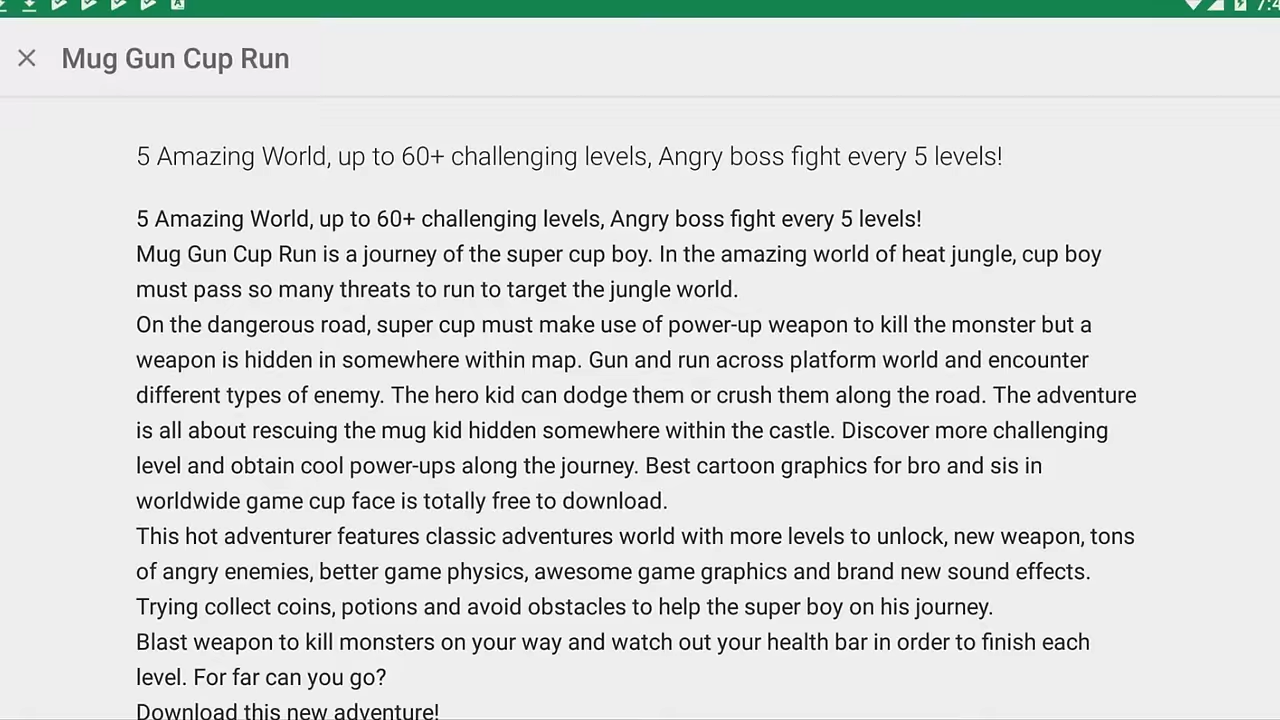 7:4
Mug Gun Cup Run
5 Amazing World, up to 60+ challenging levels, Angry boss fight every 5 levels!
5 Amazing World, up to 60+ challenging levels, Angry boss fight every 5 levels!
Mug Gun Cup Run is a journey of the super cup boy. In the amazing world of heat jungle, cup boy
must pass so many threats to run to target the jungle world.
On the dangerous road, super cup must make use of power-up weapon to kill the monster but a
weapon is hidden in somewhere within map. Gun and run across platform world and encounter
different types of enemy. The hero kid can dodge them or crush them along the road. The adventure
is all about rescuing the mug kid hidden somewhere within the castle. Discover more challenging
level and obtain cool power-ups along the journey. Best cartoon graphics for bro and sis in
worldwide game cup face is totally free to download.
This hot adventurer features classic adventures world with more levels to unlock, new weapon, tons
of angry enemies, better game physics, awesome game graphics and brand new sound effects.
Trying collect coins, potions and avoid obstacles to help the super boy on his journey.
Blast weapon to kill monsters on your way and watch out your health bar in order to finish each
level. For far can you go?
Download this new adventure!